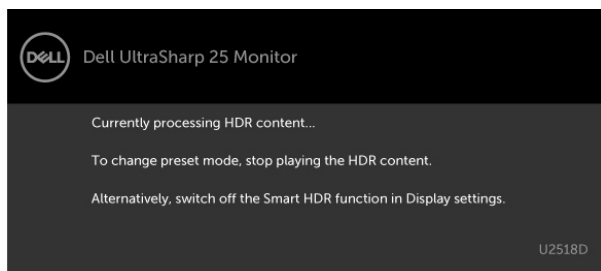 DELL Dell UltraSharp 25 Monitor
Currently processing HDR content...
To change preset mode, stop playing the HDR content.
Alternatively, switch off the Smart HDR function in Display settings.
U2518D